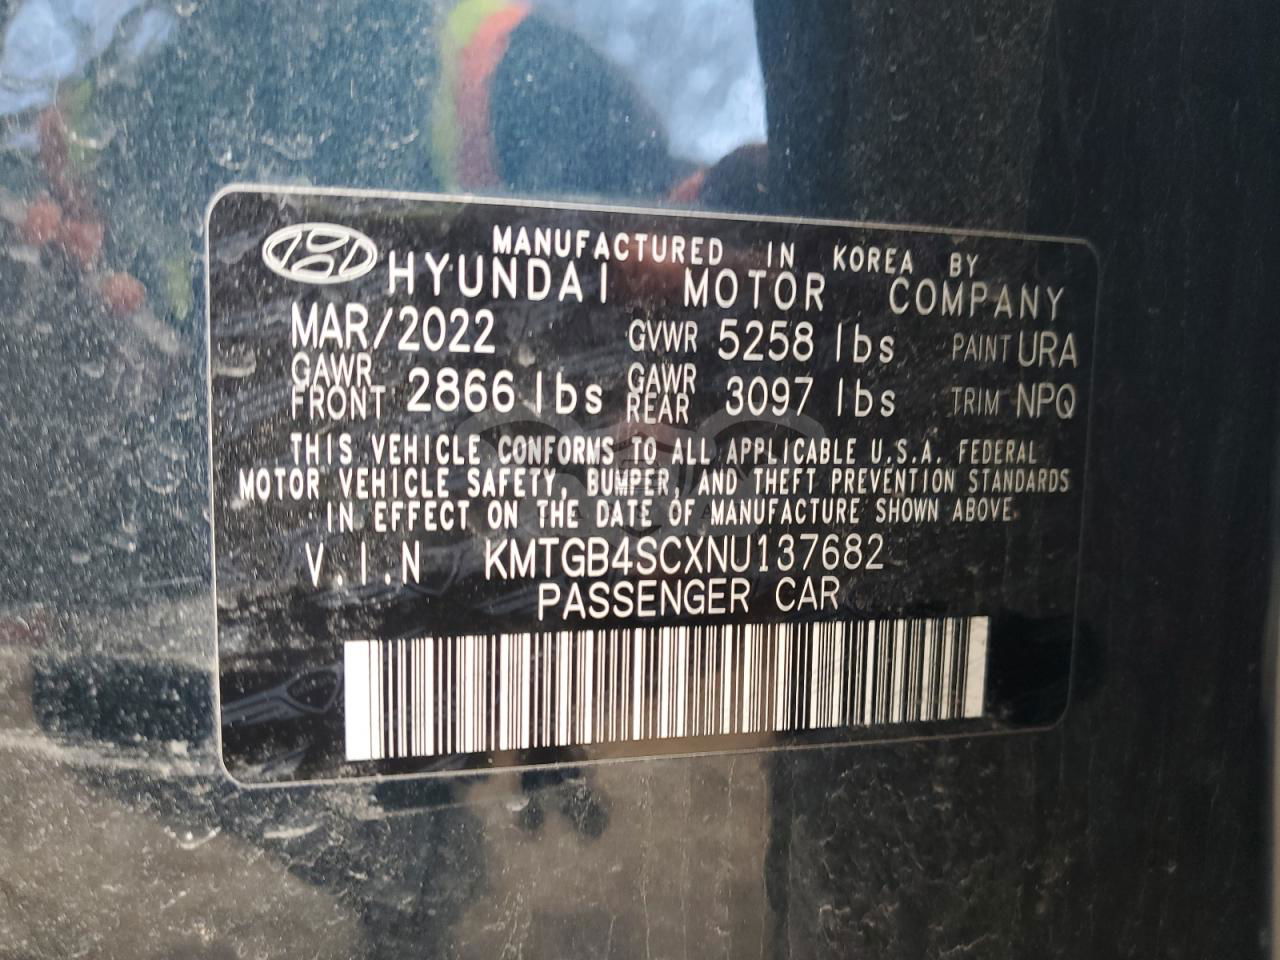 MANUFACTURED IN KOREA BY
HYUNDAI MOTOR COMPANY
MAR/2022 GVWR 5258 lbs PAINT URA
GAWR FRONT 2866 lbs GAWR REAR 3097 lbs TRIM NPQ
THIS VEHICLE CONFORMS TO ALL APPLICABLE U.S.A. FEDERAL
MOTOR VEHICLE SAFETY, BUMPER, AND THEFT PREVENTION STANDARDS
IN EFFECT ON THE DATE OF MANUFACTURE SHOWN ABOVE.
V.I.N KMTGB4SCXNU137682
PASSENGER CAR